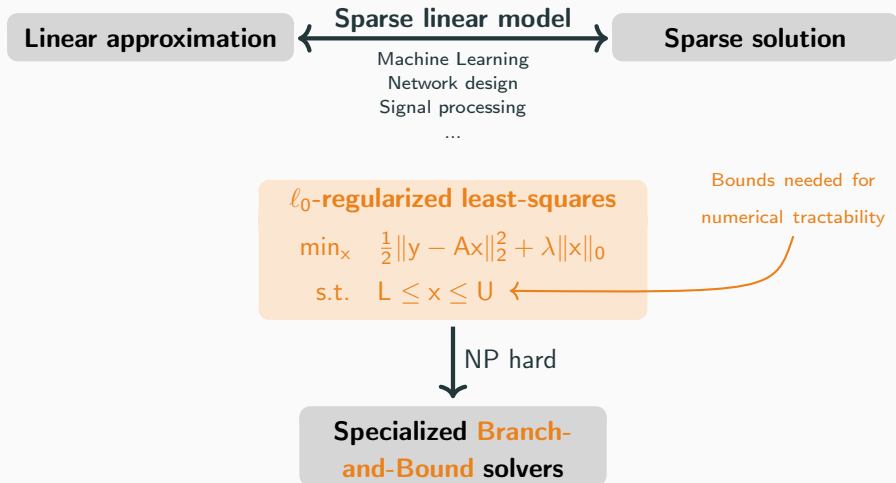 Linear approximation
Sparse linear model
Sparse solution
Machine Learning
Network design
Signal processing
...
ℓ₀-regularized least-squares
minₓ ½‖y − Ax‖₂² + λ‖x‖₀
s.t. L ≤ x ≤ U
Bounds needed for
numerical tractability
NP hard
Specialized Branch-
and-Bound solvers